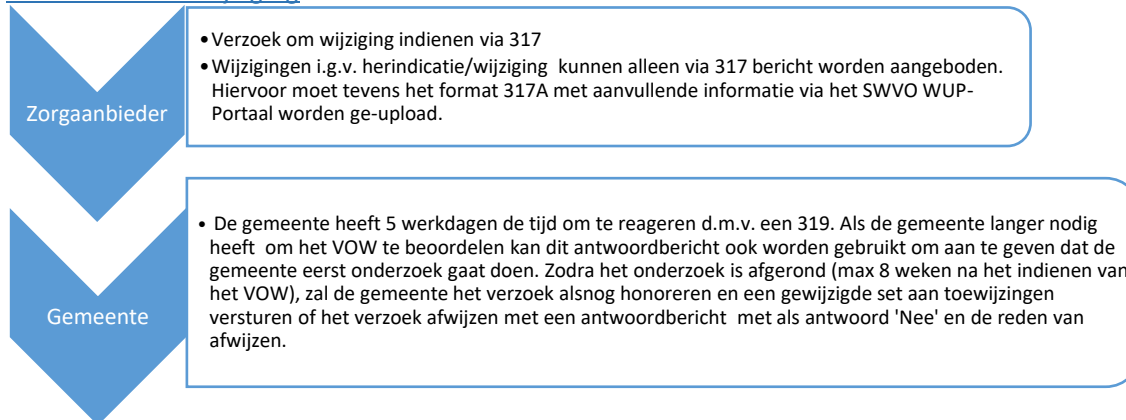 Zorgaanbieder
•Verzoek om wijziging indienen via 317
•Wijzigingen i.g.v. herindicatie/wijziging kunnen alleen via 317 bericht worden aangeboden.
Hiervoor moet tevens het format 317A met aanvullende informatie via het SWVO WUP-
Portaal worden ge-upload.
Gemeente
• De gemeente heeft 5 werkdagen de tijd om te reageren d.m.v. een 319. Als de gemeente langer nodig
heeft om het VOW te beoordelen kan dit antwoordbericht ook worden gebruikt om aan te geven dat de
gemeente eerst onderzoek gaat doen. Zodra het onderzoek is afgerond (max 8 weken na het indienen van
het VOW), zal de gemeente het verzoek alsnog honoreren en een gewijzigde set aan toewijzingen
versturen of het verzoek afwijzen met een antwoordbericht met als antwoord 'Nee' en de reden van
afwijzen.